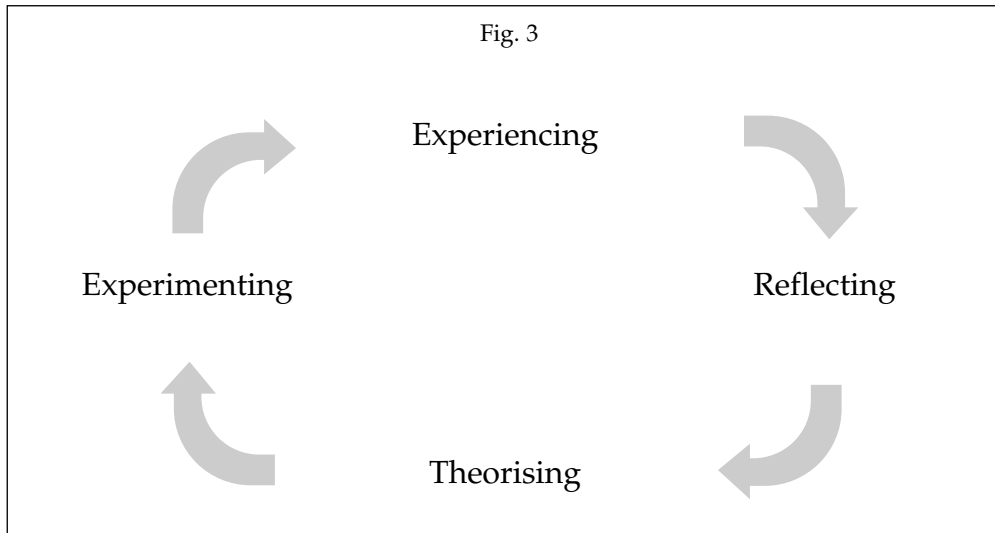 Fig. 3
Experiencing
Experimenting
Reflecting
Theorising